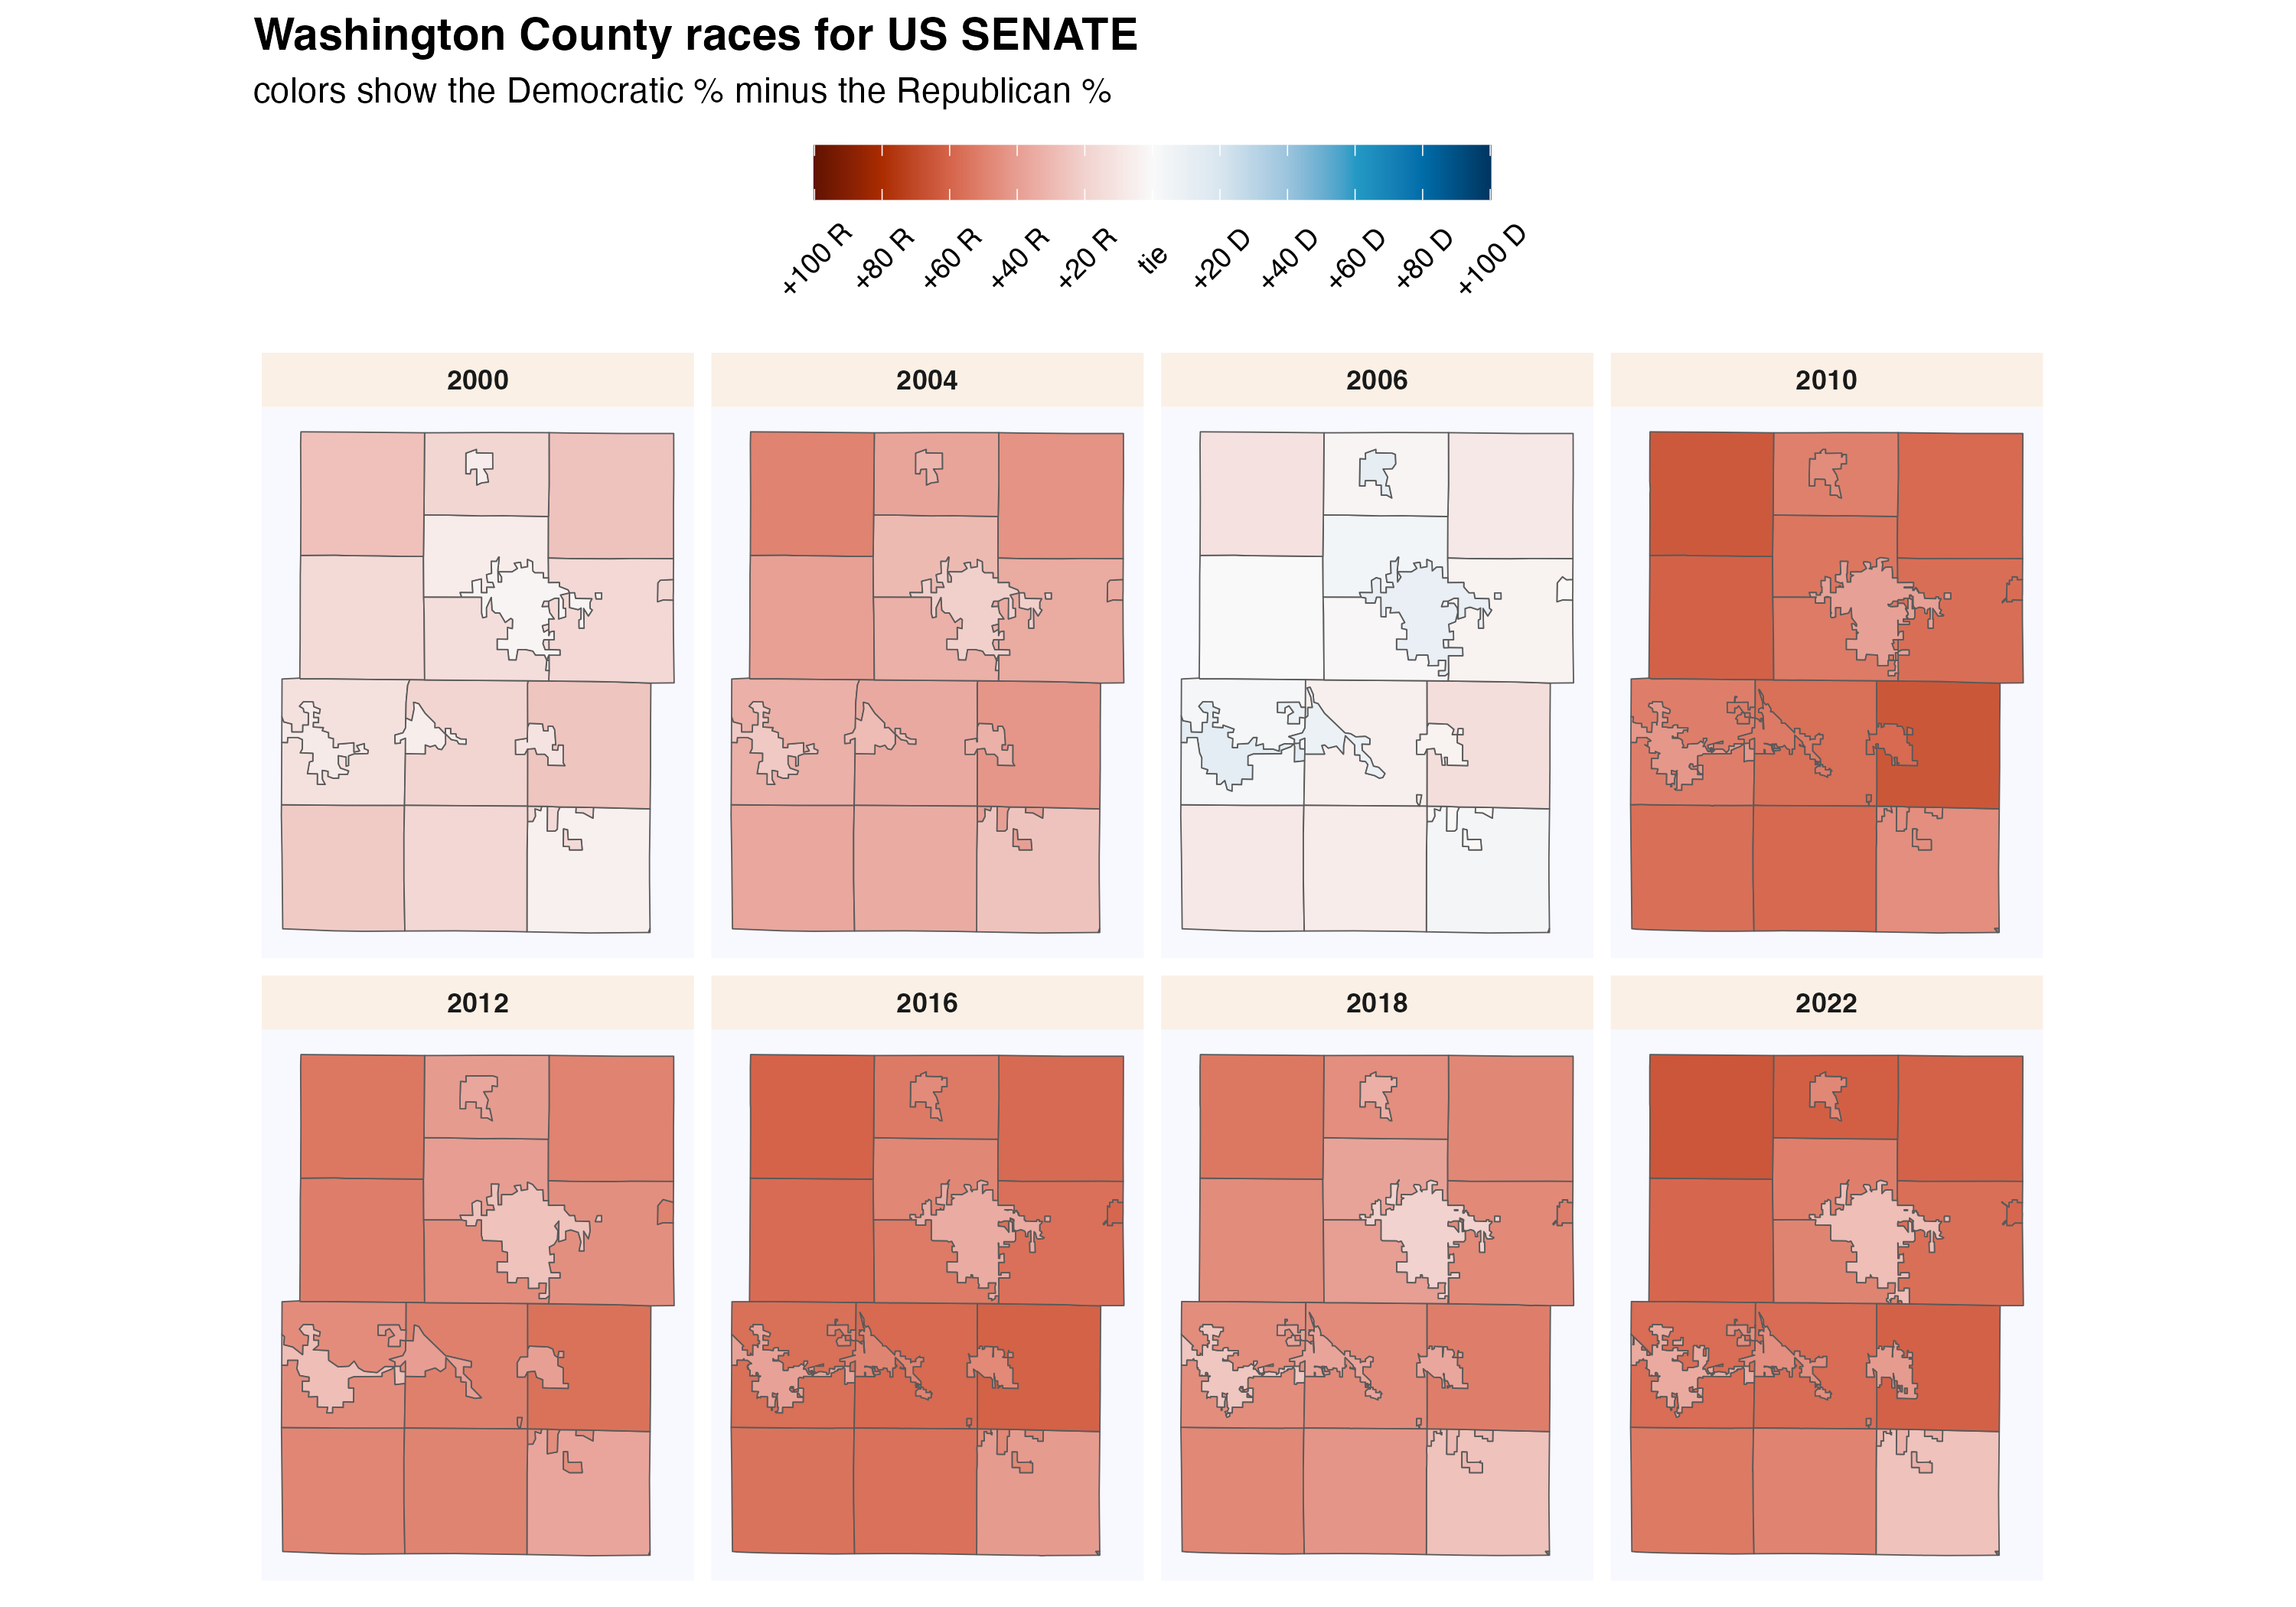 Washington County races for US SENATE
colors show the Democratic % minus the Republican %
+100 R +80 R +60 R +40 R +20 R tie +20 D +40 D +60 D +80 D +100 D
2000 2004 2006 2010
2012 2016 2018 2022